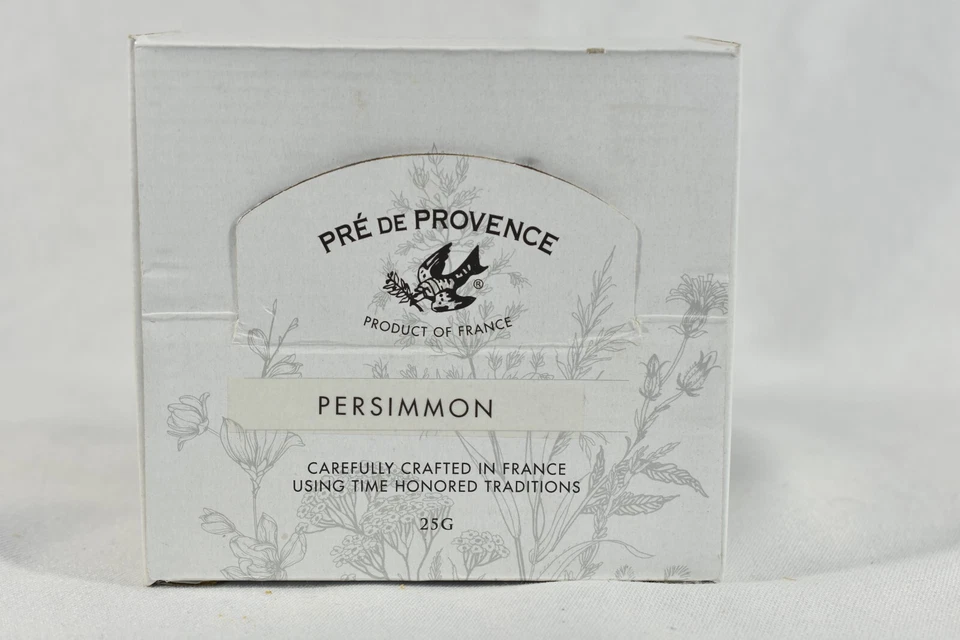 PRÉ DE PROVENCE
®
PRODUCT OF FRANCE
PERSIMMON
CAREFULLY CRAFTED IN FRANCE
USING TIME HONORED TRADITIONS
25G